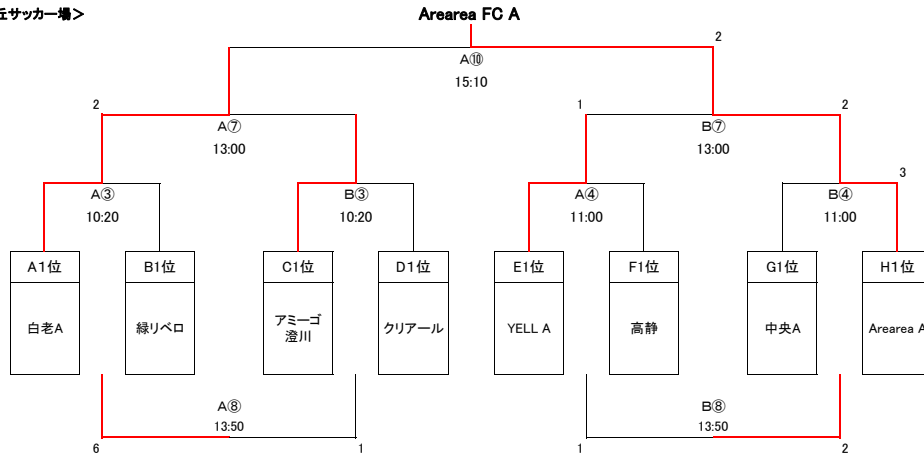 丘サッカー場＞
Arearea FC A
2
A⑩
15:10
2
1
2
A⑦
B⑦
13:00
13:00
3
A③
B③
A④
B④
10:20
10:20
11:00
11:00
A1位
B1位
C1位
D1位
E1位
F1位
G1位
H1位
白老A
緑リベロ
アミーゴ
澄川
クリアール
YELL A
高静
中央A
Arearea A
A⑧
B⑧
13:50
13:50
6
1
1
2